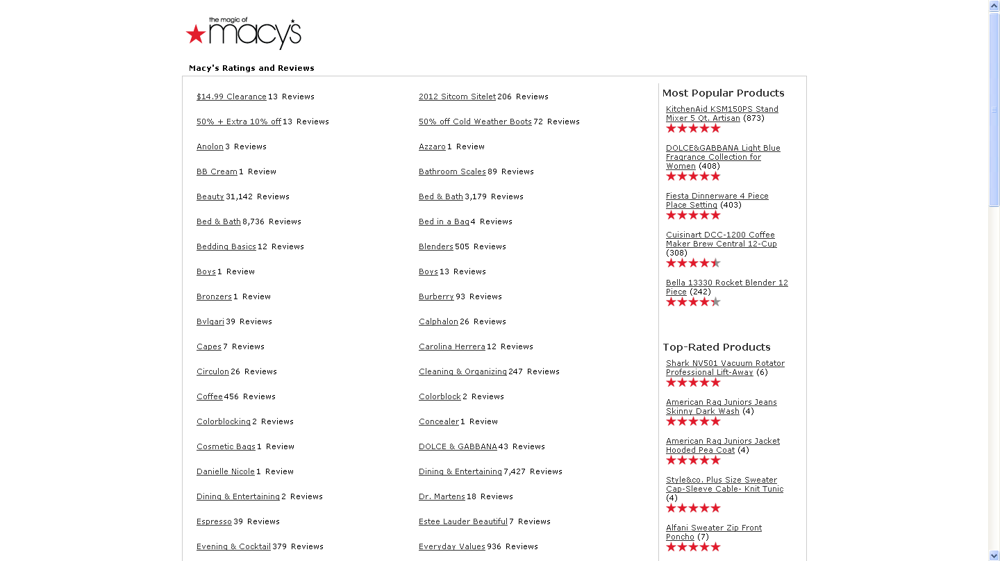 the magic of
macy's
Macy's Ratings and Reviews
$14.99 Clearance 13 Reviews
2012 Sitcom Sitelet 206 Reviews
50% + Extra 10% off 13 Reviews
50% off Cold Weather Boots 72 Reviews
Anolon 3 Reviews
Azzaro 1 Review
BB Cream 1 Review
Bathroom Scales 89 Reviews
Beauty 31,142 Reviews
Bed & Bath 3,179 Reviews
Bed & Bath 8,736 Reviews
Bed in a Bag 4 Reviews
Bedding Basics 12 Reviews
Blenders 505 Reviews
Boys 1 Review
Boys 13 Reviews
Bronzers 1 Review
Burberry 93 Reviews
Bvlgari 39 Reviews
Calphalon 26 Reviews
Capes 7 Reviews
Carolina Herrera 12 Reviews
Circulon 26 Reviews
Cleaning & Organizing 247 Reviews
Coffee 456 Reviews
Colorblock 2 Reviews
Colorblocking 2 Reviews
Concealer 1 Review
Cosmetic Bags 1 Review
DOLCE & GABBANA 43 Reviews
Danielle Nicole 1 Review
Dining & Entertaining 7,427 Reviews
Dining & Entertaining 2 Reviews
Dr. Martens 18 Reviews
Espresso 39 Reviews
Estee Lauder Beautiful 7 Reviews
Evening & Cocktail 379 Reviews
Everyday Values 936 Reviews
Most Popular Products
KitchenAid KSM150PS Stand
Mixer 5 Qt. Artisan (873)
DOLCE&GABBANA Light Blue
Fragrance Collection for
Women (408)
Fiesta Dinnerware 4 Piece
Place Setting (403)
Cuisinart DCC-1200 Coffee
Maker Brew Central 12-Cup
(308)
Bella 13330 Rocket Blender 12
Piece (242)
Top-Rated Products
Shark NV501 Vacuum Rotator
Professional Lift-Away (6)
American Rag Juniors Jeans
Skinny Dark Wash (4)
American Rag Juniors Jacket
Hooded Pea Coat (4)
Style&co. Plus Size Sweater
Cap-Sleeve Cable- Knit Tunic
(4)
Alfani Sweater Zip Front
Poncho (7)